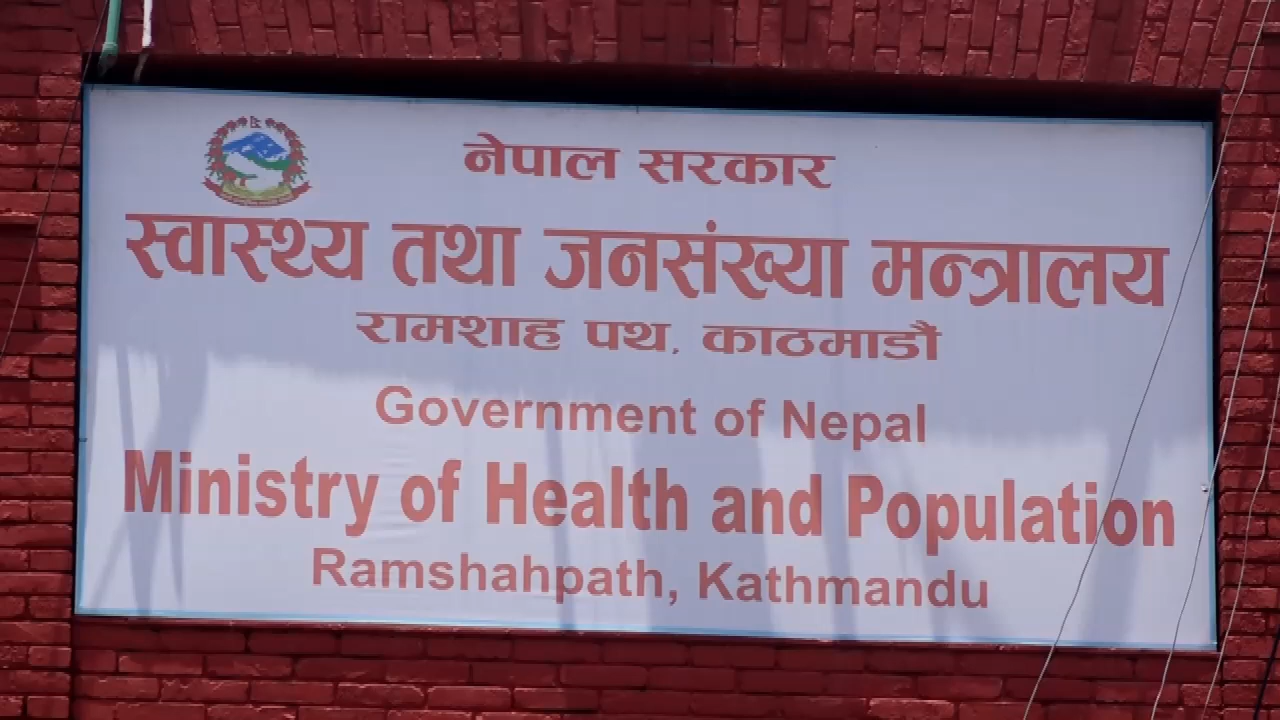 नेपाल सरकार
स्वास्थ्य तथा जनसंख्या मन्त्रालय
रामशाह पथ, काठमाडौं
Government of Nepal
Ministry of Health and Population
Ramshahpath, Kathmandu